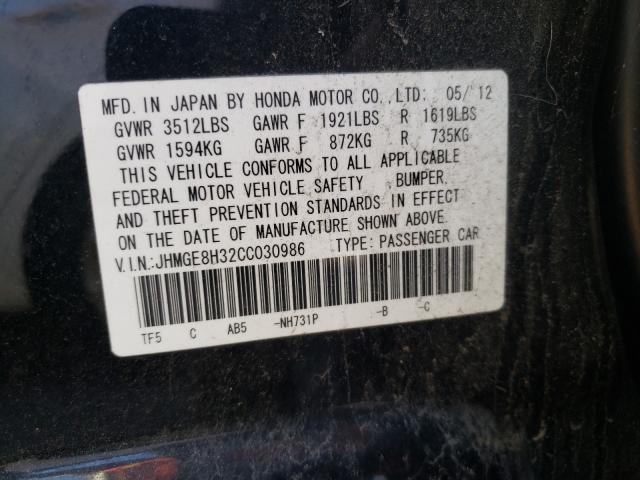 MFD. IN JAPAN BY HONDA MOTOR CO.,LTD: 05/12
GVWR 3512LBS GAWR F 1921LBS R 1619LBS
GVWR 1594KG GAWR F 872KG R 735KG
THIS VEHICLE CONFORMS TO ALL APPLICABLE
FEDERAL MOTOR VEHICLE SAFETY, BUMPER,
AND THEFT PREVENTION STANDARDS IN EFFECT
ON THE DATE OF MANUFACTURE SHOWN ABOVE.
V.I.N.:JHMGE8H32CC030986 TYPE: PASSENGER CAR
TF5 C AB5 -NH731P -B -C